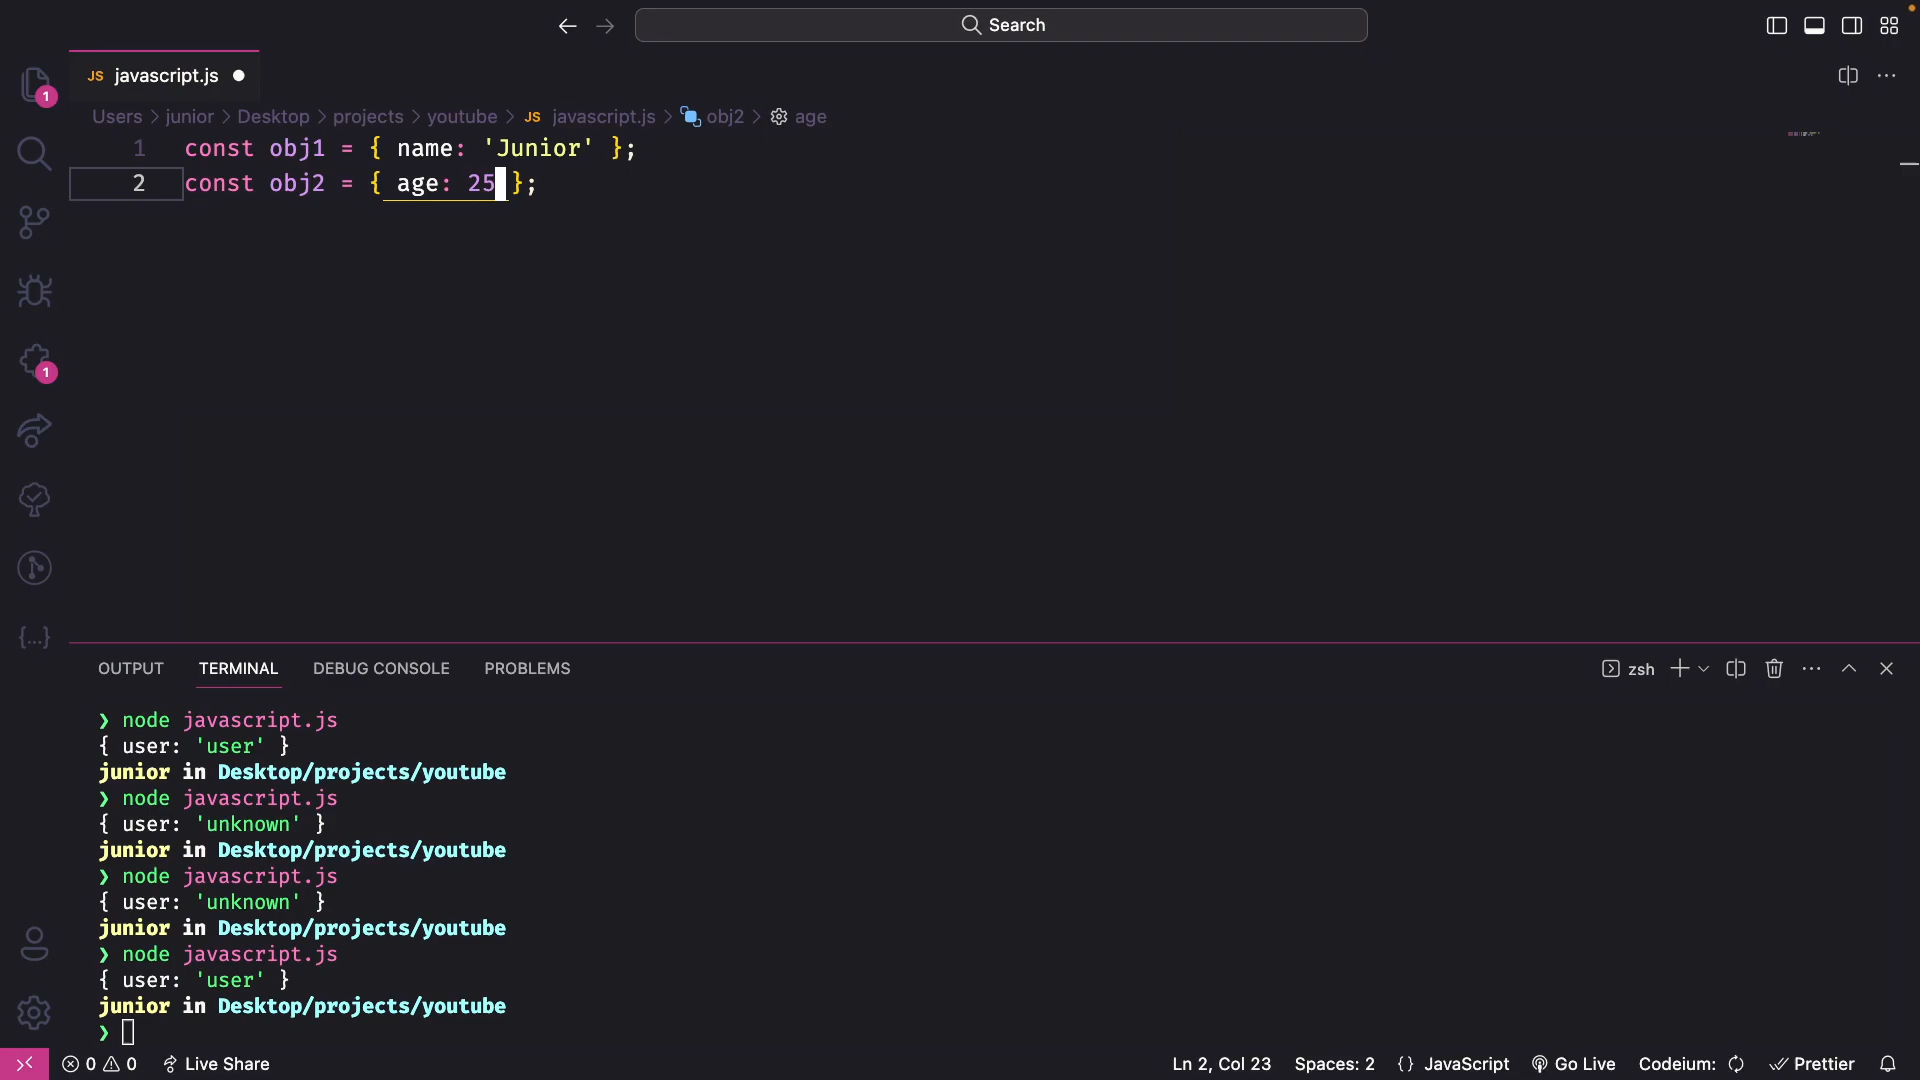 Search
JS javascript.js
1
Users > junior > Desktop > projects > youtube > JS javascript.js > obj2 > age
1 const obj1 = { name: 'Junior' };
2 const obj2 = { age: 25 };
1
{...}
OUTPUT TERMINAL DEBUG CONSOLE PROBLEMS zsh
❯ node javascript.js
{ user: 'user' }
junior in Desktop/projects/youtube
❯ node javascript.js
{ user: 'unknown' }
junior in Desktop/projects/youtube
❯ node javascript.js
{ user: 'unknown' }
junior in Desktop/projects/youtube
❯ node javascript.js
{ user: 'user' }
junior in Desktop/projects/youtube
❯
0 0 Live Share Ln 2, Col 23 Spaces: 2 {} JavaScript Go Live Codeium: Prettier